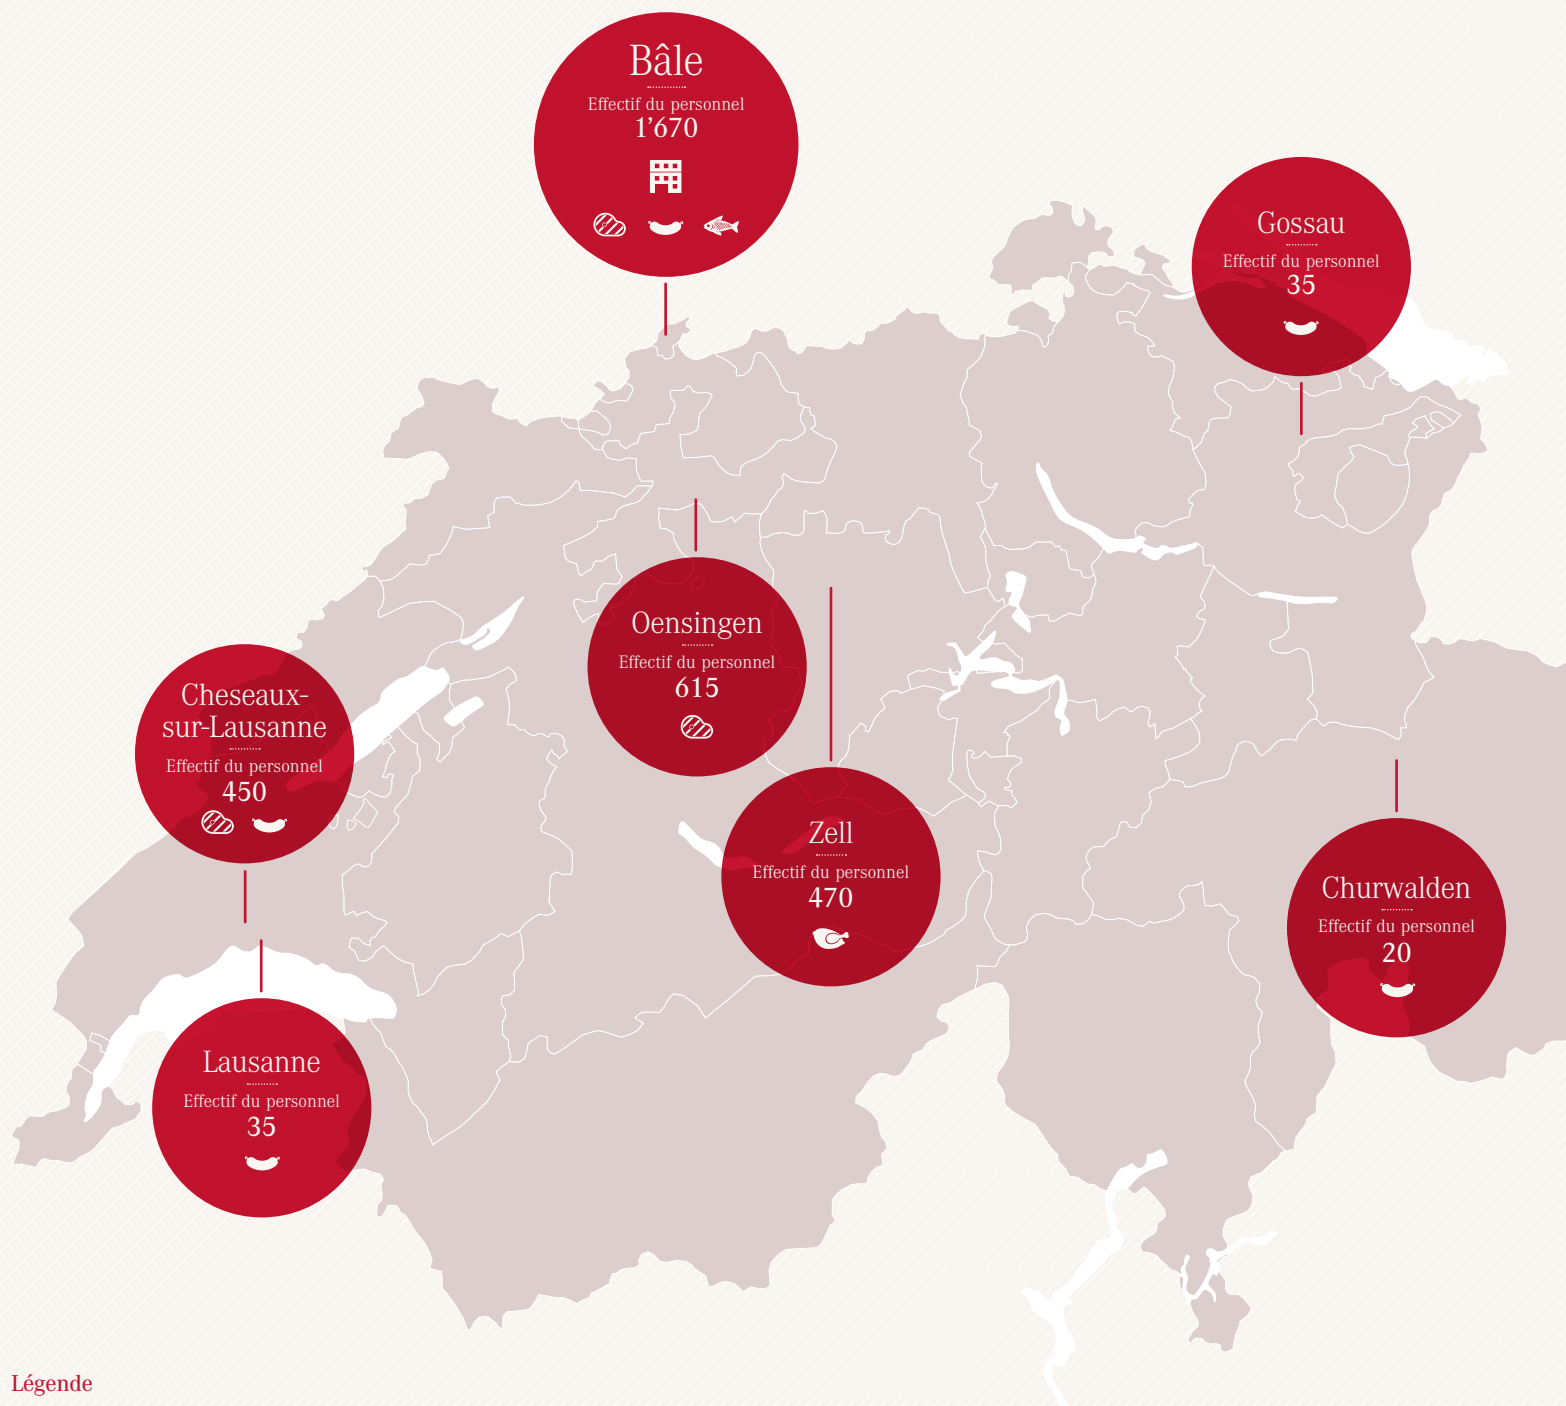 Bâle
Effectif du personnel
1’670
Gossau
Effectif du personnel
35
Oensingen
Effectif du personnel
615
Cheseaux-
sur-Lausanne
Effectif du personnel
450
Zell
Effectif du personnel
470
Churwalden
Effectif du personnel
20
Lausanne
Effectif du personnel
35
Légende